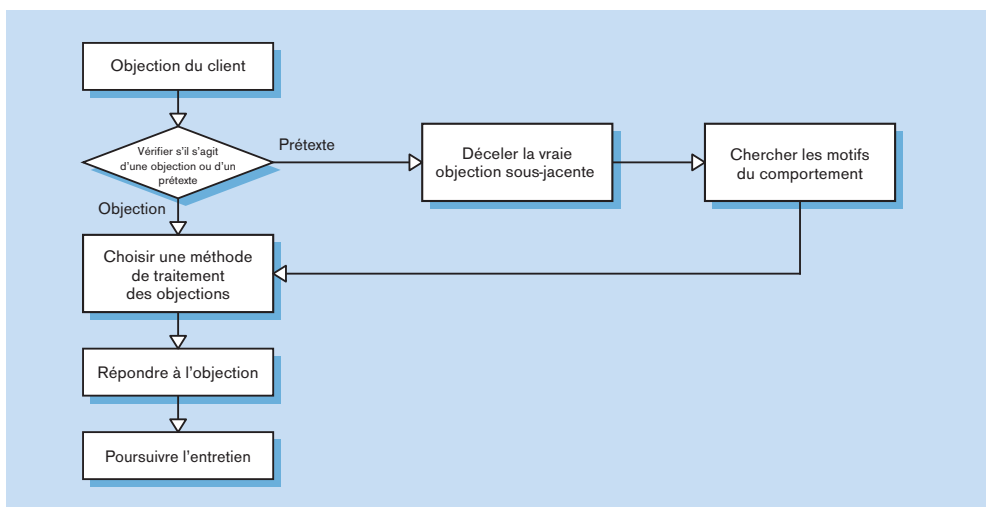 Objection du client
Vérifier s'il s'agit
d'une objection ou d'un
prétexte
Prétexte
Déceler la vraie
objection sous-jacente
Chercher les motifs
du comportement
Objection
Choisir une méthode
de traitement
des objections
Répondre à l'objection
Poursuivre l'entretien